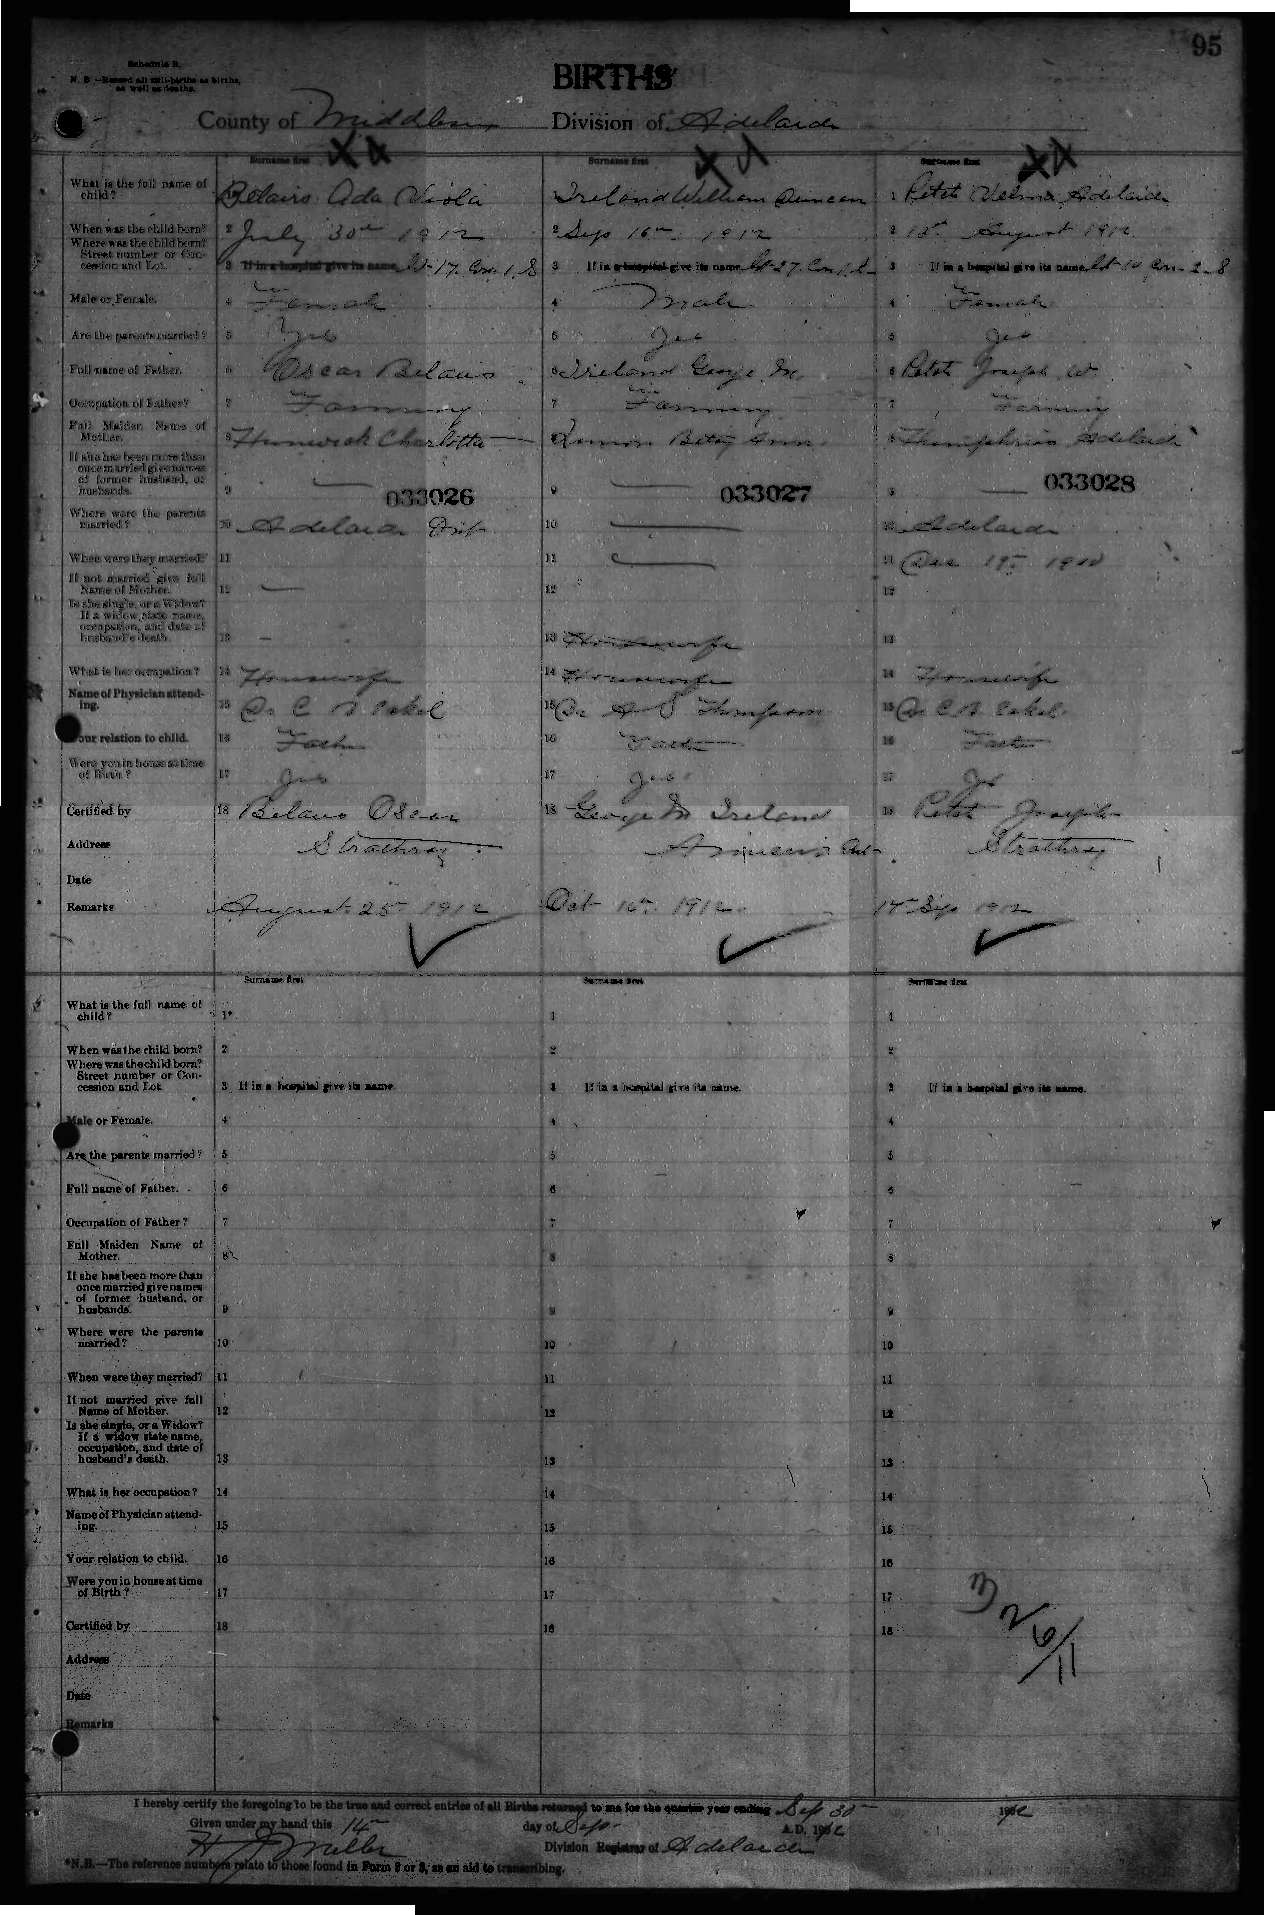 95
Schedule B.
N. B.—Record all still-births as births, as well as deaths.
BIRTHS
County of Middlesex Division of Adelaide
Surname first Surname first Surname first
What is the full name of child? 1 Belairs Ada Viola 1 Ireland William Duncan 1 Petch Velma Adelaide
When was the child born? 2 July 30th 1912 2 Sep 16th 1912 2 August 1912
Where was the child born? Street number or Concession and Lot. 3 If in a hospital give its name. lot 17 Con. 1. S 3 If in a hospital give its name. lot 27 Con. 3 If in a hospital give its name. lot 10 Con 2 S
Male or Female. 4 Female 4 Male 4 Female
Are the parents married? 5 Yes 5 Yes 5 Yes
Full name of Father. 6 Oscar Belairs 6 Ireland George M. 6 Petch Joseph W.
Occupation of Father? 7 Farming 7 Farming 7 Farming
Full Maiden Name of Mother. 8 Charlotte 8 Betsy Ann 8 Humphries Adelaide
If she has been more than once married give names of former husband, or husbands. 9 — 033026 9 — 033027 9 — 033028
Where were the parents married? 10 Adelaide 10 — 10 Adelaide
When were they married? 11 11 — 11 Dec 19th
If not married give full Name of Mother. 12 — 12 12
Is she single, or a Widow? If a widow state name, occupation, and date of husband's death. 13 — 13 Housewife 13
What is her occupation? 14 Housewife 14 Housewife 14 Housewife
Name of Physician attending. 15 Dr C 15 Dr A S Thompson 15 Dr C
Your relation to child. 16 Father 16 Father 16 Father
Were you in house at time of Birth? 17 Yes 17 Yes 17 Yes
Certified by 18 Belairs Oscar 18 George M Ireland 18 Petch Joseph
Address Strathroy Ont Strathroy
Date
Remarks August 25th 1912 Oct 16th 1912 14th Sep 1912
Surname first Surname first Surname first
What is the full name of child? 1 1 1
When was the child born? 2 2 2
Where was the child born? Street number or Concession and Lot. 3 If in a hospital give its name. 3 If in a hospital give its name. 3 If in a hospital give its name.
Male or Female. 4 4 4
Are the parents married? 5 5 5
Full name of Father. 6 6 6
Occupation of Father? 7 7 7
Full Maiden Name of Mother. 8 8 8
If she has been more than once married give names of former husband, or husbands. 9 9 9
Where were the parents married? 10 10 10
When were they married? 11 11 11
If not married give full Name of Mother. 12 12 12
Is she single, or a Widow? If a widow state name, occupation, and date of husband's death. 13 13 13
What is her occupation? 14 14 14
Name of Physician attending. 15 15 15
Your relation to child. 16 16 16
Were you in house at time of Birth? 17 17 17
Certified by 18 18 18
Address
Date
Remarks
I hereby certify the foregoing to be the true and correct entries of all Births returned to me for the quarter year ending Sep 30th 1912
Given under my hand this 14th day of Sep. A.D. 1912
H J Miller Division Registrar of Adelaide
*N.B.—The reference numbers relate to those found in Form 2 or 3, as an aid to transcribing.